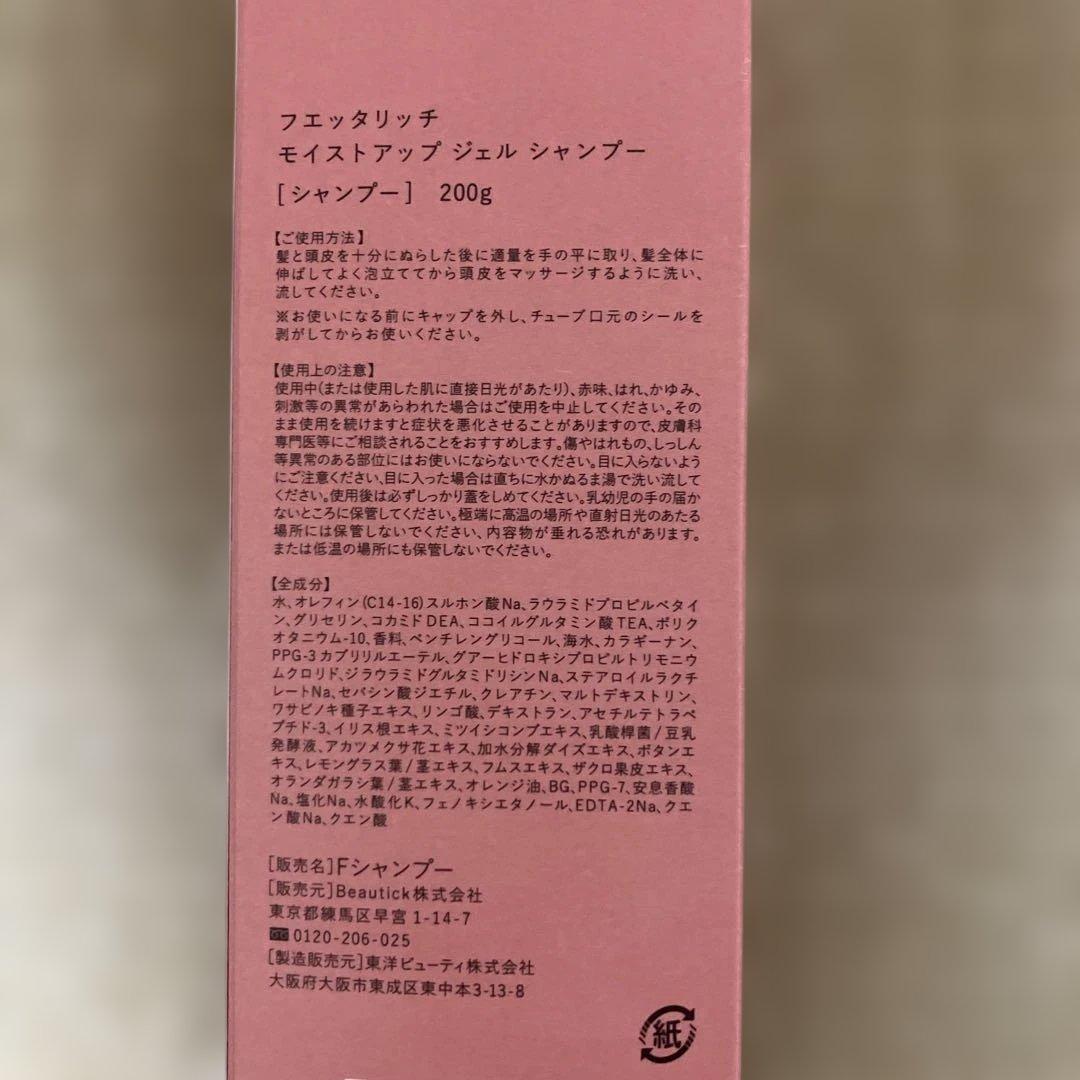 フエッタリッチ
モイストアップ ジェル シャンプー
[シャンプー] 200g
【ご使用方法】
髪と頭皮を十分にぬらした後に適量を手の平に取り、髪全体に
伸ばしてよく泡立ててから頭皮をマッサージするように洗い、
流してください。
※お使いになる前にキャップを外し、チューブ口元のシールを
剥がしてからお使いください。
【使用上の注意】
使用中(または使用した肌に直接日光があたり)、赤味、はれ、かゆみ、
刺激等の異常があらわれた場合はご使用を中止してください。その
まま使用を続けますと症状を悪化させることがありますので、皮膚科
専門医等にご相談されることをおすすめします。傷やはれもの、しっしん
等異常のある部位にはお使いにならないでください。目に入らないよう
にご注意ください、目に入った場合は直ちに水かぬるま湯で洗い流して
ください。使用後は必ずしっかり蓋をしめてください。乳幼児の手の届か
ないところに保管してください。極端に高温の場所や直射日光のあたる
場所には保管しないでください、内容物が垂れる恐れがあります。
または低温の場所にも保管しないでください。
【全成分】
水、オレフィン(C14-16)スルホン酸Na、ラウラミドプロピルベタイ
ン、グリセリン、コカミドDEA、ココイルグルタミン酸TEA、ポリク
オタニウム-10、香料、ペンチレングリコール、海水、カラギーナン、
PPG-3カプリリルエーテル、グアーヒドロキシプロピルトリモニウ
ムクロリド、ジラウラミドグルタミドリシンNa、ステアロイルラクチ
レートNa、セバシン酸ジエチル、クレアチン、マルトデキストリン、
ワサビノキ種子エキス、リンゴ酸、デキストラン、アセチルテトラペ
プチド-3、イリス根エキス、ミツイシコンブエキス、乳酸桿菌/豆乳
発酵液、アカツメクサ花エキス、加水分解ダイズエキス、ボタンエ
キス、レモングラス葉/茎エキス、フムスエキス、ザクロ果皮エキス、
オランダガラシ葉/茎エキス、オレンジ油、BG、PPG-7、安息香酸
Na、塩化Na、水酸化K、フェノキシエタノール、EDTA-2Na、クエ
ン酸Na、クエン酸
[販売名]Fシャンプー
[販売元]Beautick株式会社
東京都練馬区早宮1-14-7
0120-206-025
[製造販売元]東洋ビューティ株式会社
大阪府大阪市東成区東中本3-13-8
紙